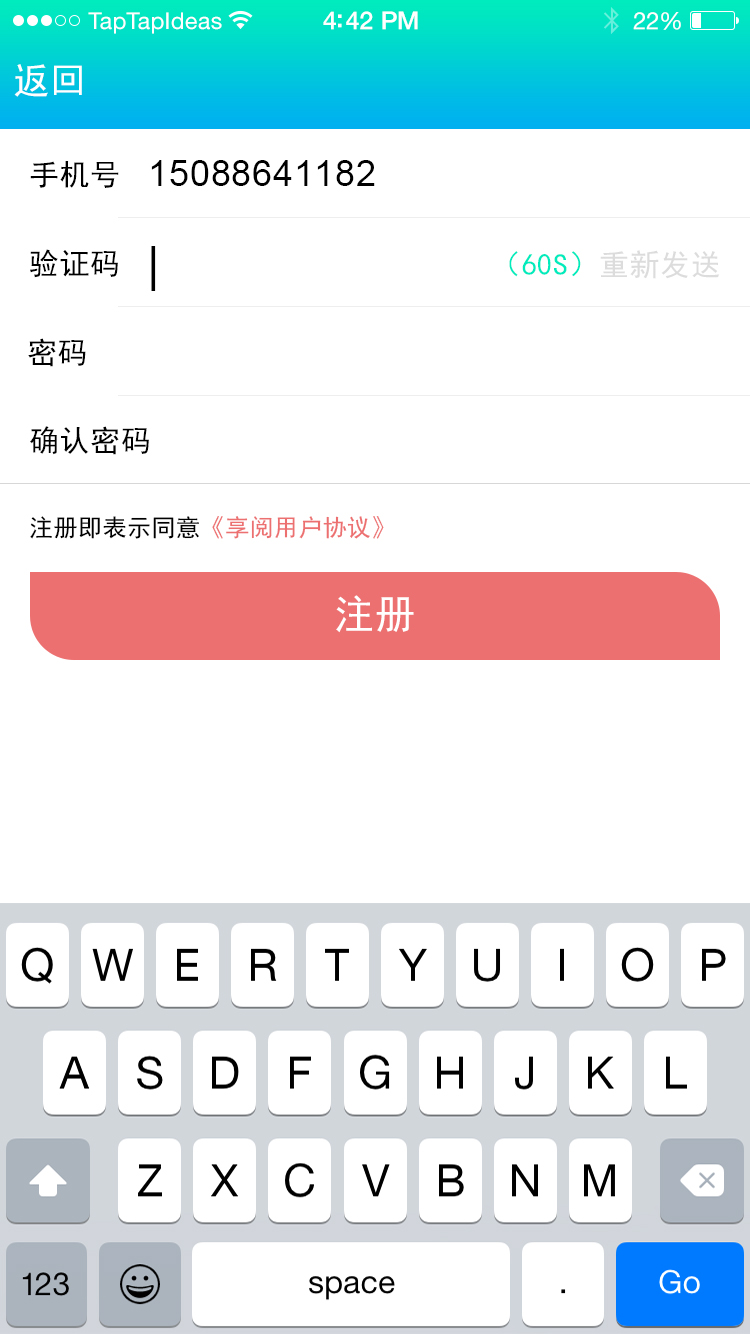 TapTapIdeas 4:42 PM 22%
返回
手机号 15088641182
验证码 （60S）重新发送
密码
确认密码
注册即表示同意《享阅用户协议》
注册
Q W E R T Y U I O P
A S D F G H J K L
Z X C V B N M
123 space . Go